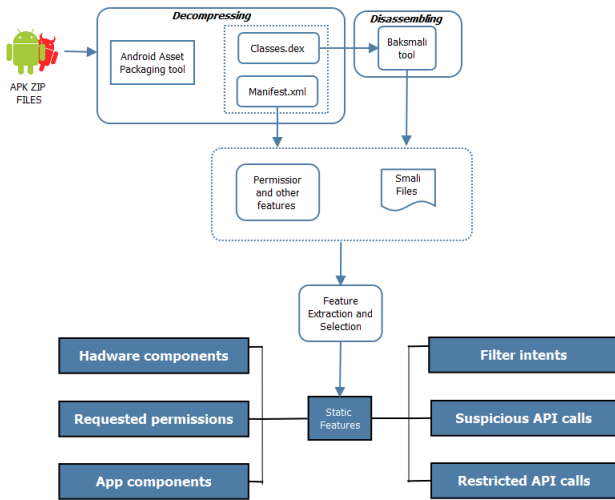 Decompressing
Disassembling
APK ZIP
FILES
Android Asset
Packaging tool
Classes.dex
Manifest.xml
Baksmali
tool
Permissior
and other
features
Smali
Files
Feature
Extraction and
Selection
Hadware components
Requested permissions
App components
Static
Features
Filter intents
Suspicious API calls
Restricted API calls